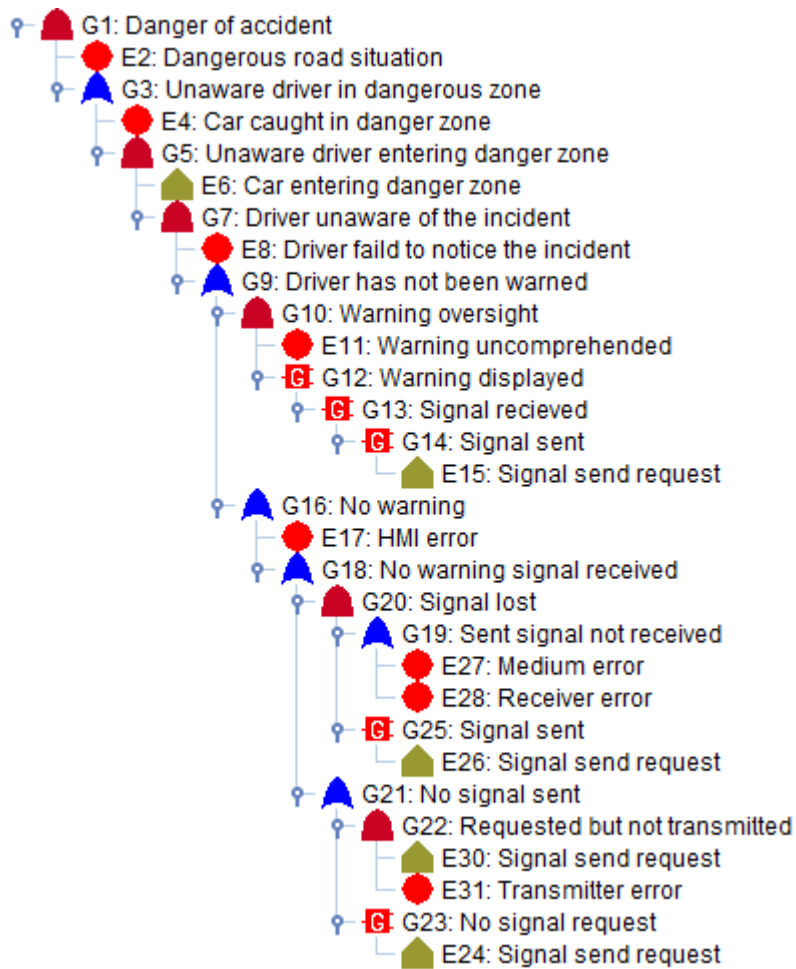 G1: Danger of accident
E2: Dangerous road situation
G3: Unaware driver in dangerous zone
E4: Car caught in danger zone
G5: Unaware driver entering danger zone
E6: Car entering danger zone
G7: Driver unaware of the incident
E8: Driver faild to notice the incident
G9: Driver has not been warned
G10: Warning oversight
E11: Warning uncomprehended
G G12: Warning displayed
G G13: Signal recieved
G G14: Signal sent
E15: Signal send request
G16: No warning
E17: HMI error
G18: No warning signal received
G20: Signal lost
G19: Sent signal not received
E27: Medium error
E28: Receiver error
G G25: Signal sent
E26: Signal send request
G21: No signal sent
G22: Requested but not transmitted
E30: Signal send request
E31: Transmitter error
G G23: No signal request
E24: Signal send request